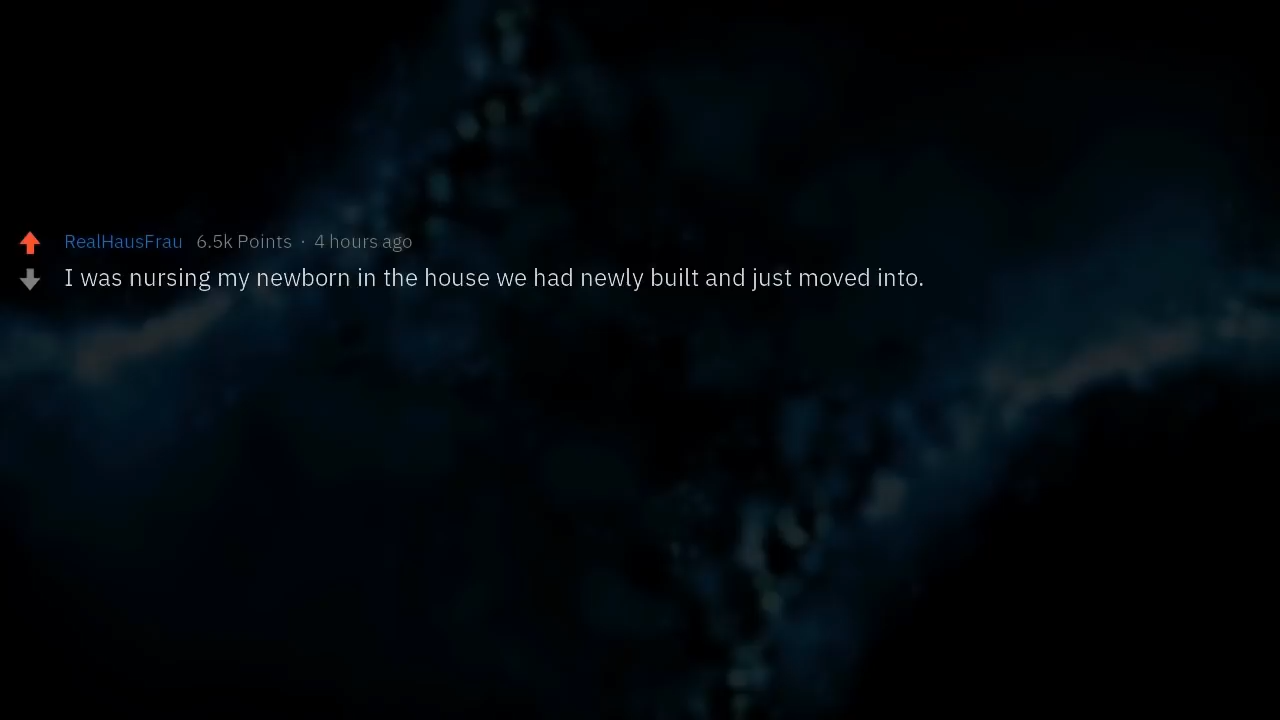 RealHausFrau 6.5k Points · 4 hours ago
I was nursing my newborn in the house we had newly built and just moved into.